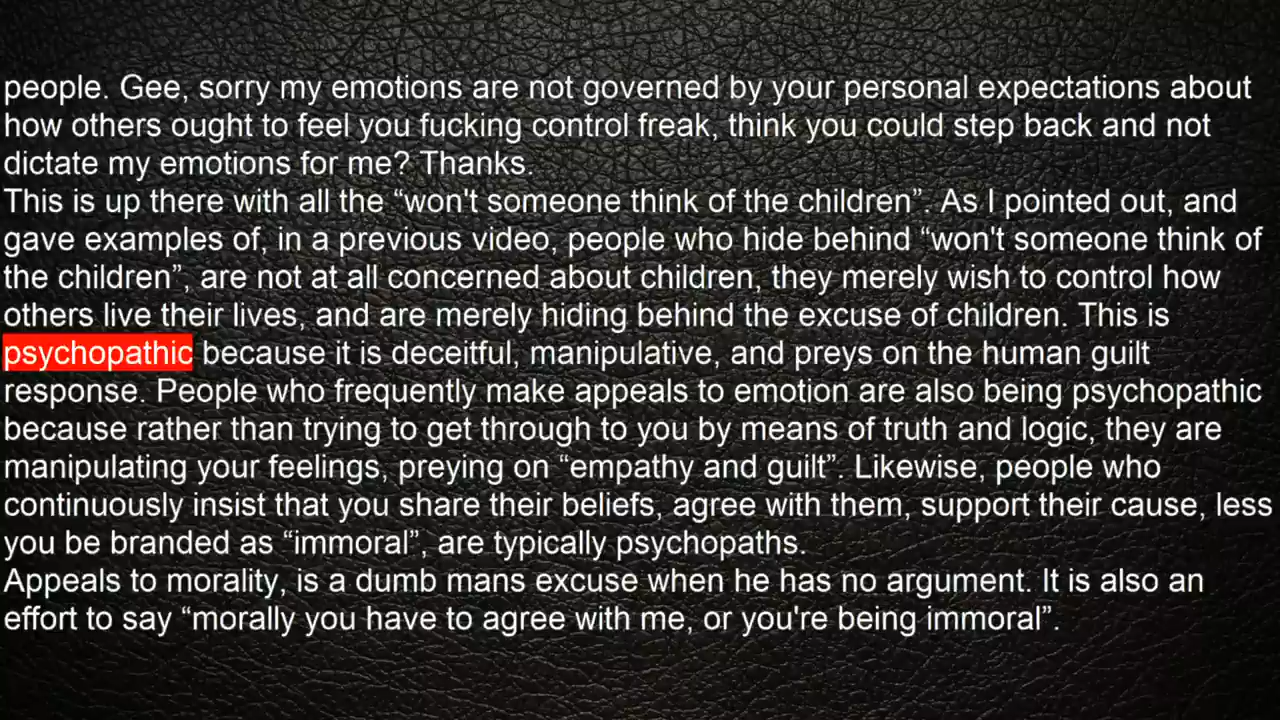 people. Gee, sorry my emotions are not governed by your personal expectations about
how others ought to feel you fucking control freak, think you could step back and not
dictate my emotions for me? Thanks.
This is up there with all the “won't someone think of the children”. As I pointed out, and
gave examples of, in a previous video, people who hide behind “won't someone think of
the children”, are not at all concerned about children, they merely wish to control how
others live their lives, and are merely hiding behind the excuse of children. This is
psychopathic because it is deceitful, manipulative, and preys on the human guilt
response. People who frequently make appeals to emotion are also being psychopathic
because rather than trying to get through to you by means of truth and logic, they are
manipulating your feelings, preying on “empathy and guilt”. Likewise, people who
continuously insist that you share their beliefs, agree with them, support their cause, less
you be branded as “immoral”, are typically psychopaths.
Appeals to morality, is a dumb mans excuse when he has no argument. It is also an
effort to say “morally you have to agree with me, or you're being immoral”.